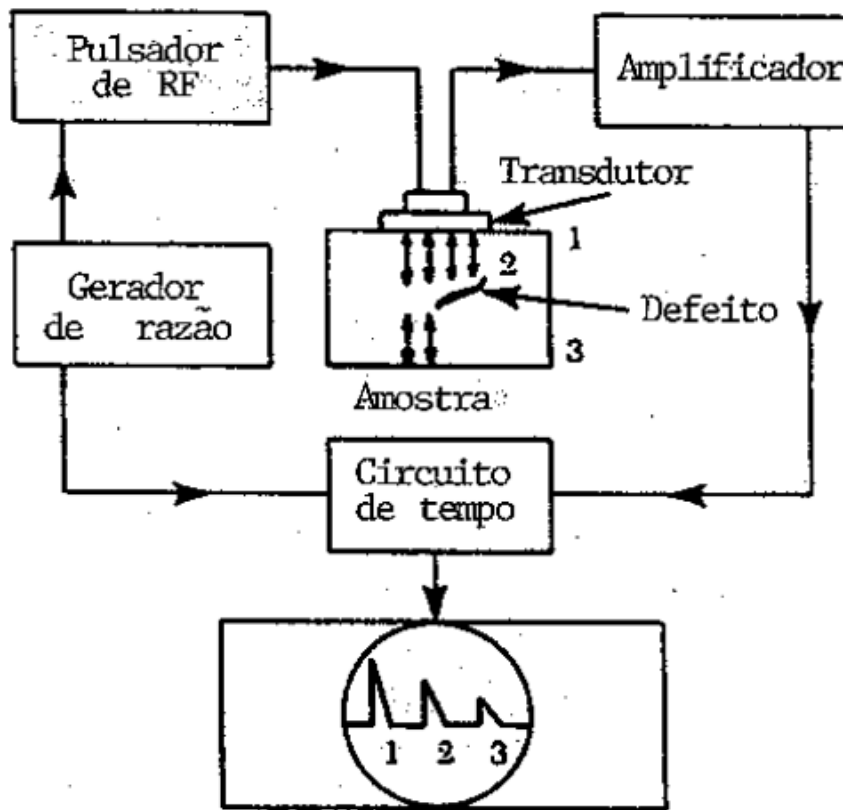 Pulsador
de RF
Amplificador
Transdutor
1
2
Gerador
de razão
Defeito
3
Amostra
Circuito
de tempo
1 2 3